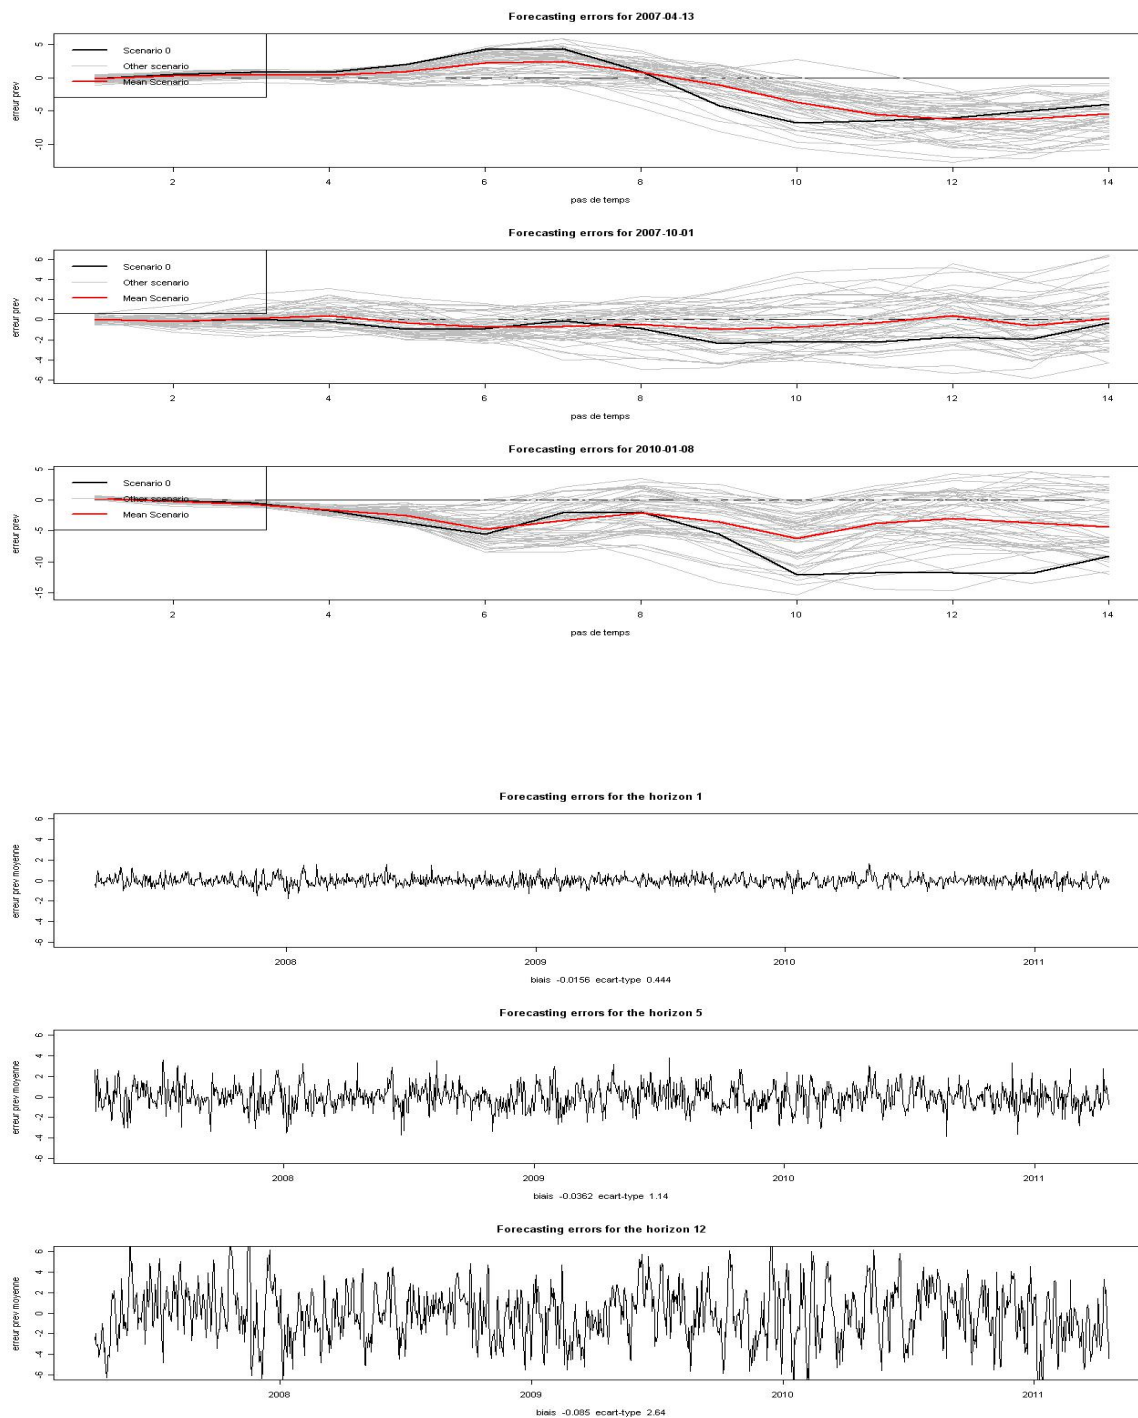 Forecasting errors for 2007-04-13
erreur prev
5
0
-5
-10
Scenario 0
Other scenario
Mean Scenario
2 4 6 8 10 12 14
pas de temps
Forecasting errors for 2007-10-01
erreur prev
6
4
2
0
-2
-4
-6
Scenario 0
Other scenario
Mean Scenario
2 4 6 8 10 12 14
pas de temps
Forecasting errors for 2010-01-08
erreur prev
5
0
-5
-10
-15
Scenario 0
Other scenario
Mean Scenario
2 4 6 8 10 12 14
pas de temps
Forecasting errors for the horizon 1
erreur prev moyenne
6
4
2
0
-2
-4
-6
2008 2009 2010 2011
biais -0.0156 ecart-type 0.444
Forecasting errors for the horizon 5
erreur prev moyenne
6
4
2
0
-2
-4
-6
2008 2009 2010 2011
biais -0.0362 ecart-type 1.14
Forecasting errors for the horizon 12
erreur prev moyenne
6
4
2
0
-2
-4
-6
2008 2009 2010 2011
biais -0.085 ecart-type 2.64